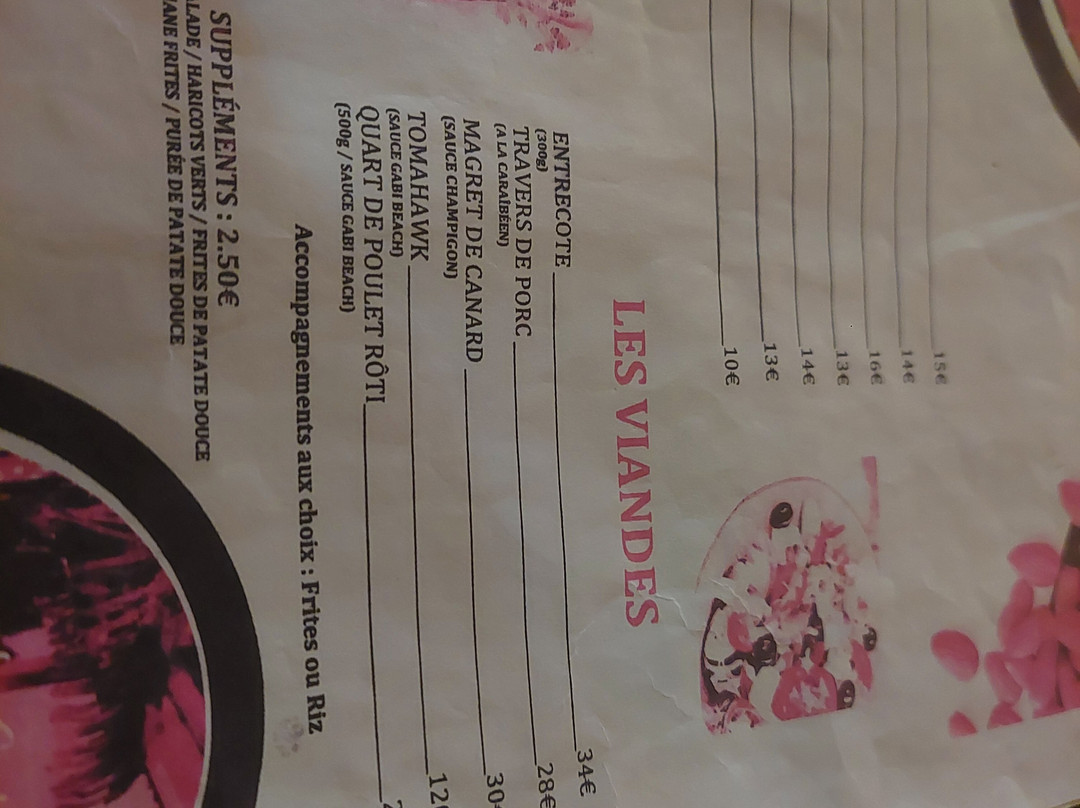 15€
14€
16€
13€
14€
13€
10€
LES VIANDES
ENTRECOTE 34€
(300g)
TRAVERS DE PORC 28€
(A LA CARAÏBÉEN)
MAGRET DE CANARD 30
(SAUCE CHAMPIGON)
TOMAHAWK 12
(SAUCE GABI BEACH)
QUART DE POULET RÔTI
(500g / SAUCE GABI BEACH)
Accompagnements aux choix : Frites ou Riz
SUPPLÉMENTS : 2.50€
/ HARICOTS VERTS / FRITES DE PATATE DOUCE
FRITES / PURÉE DE PATATE DOUCE